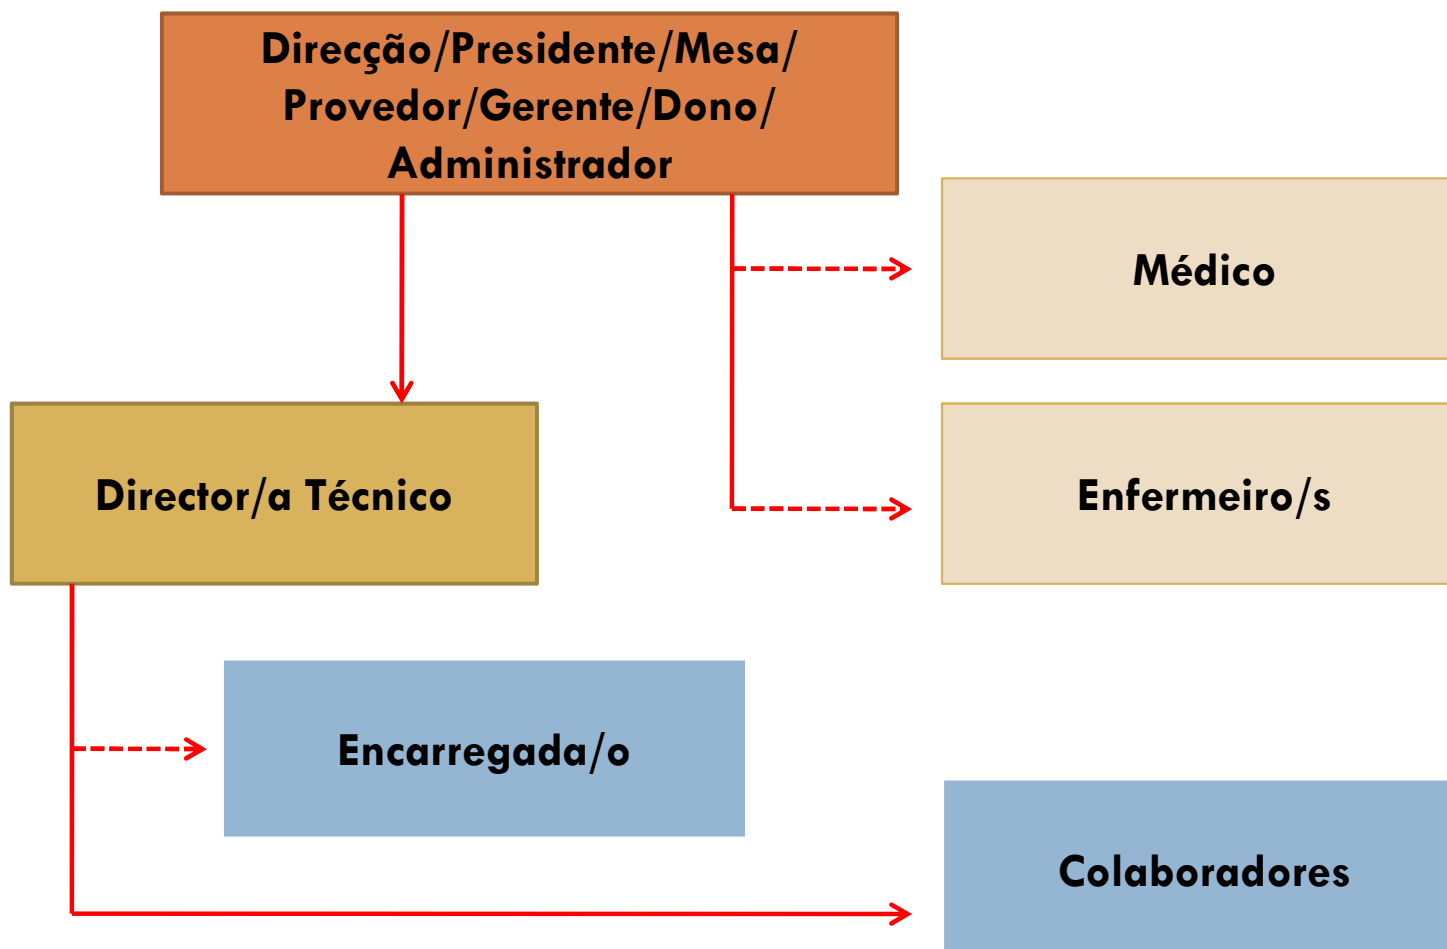 Direcção/Presidente/Mesa/
Provedor/Gerente/Dono/
Administrador
Médico
Director/a Técnico
Enfermeiro/s
Encarregada/o
Colaboradores